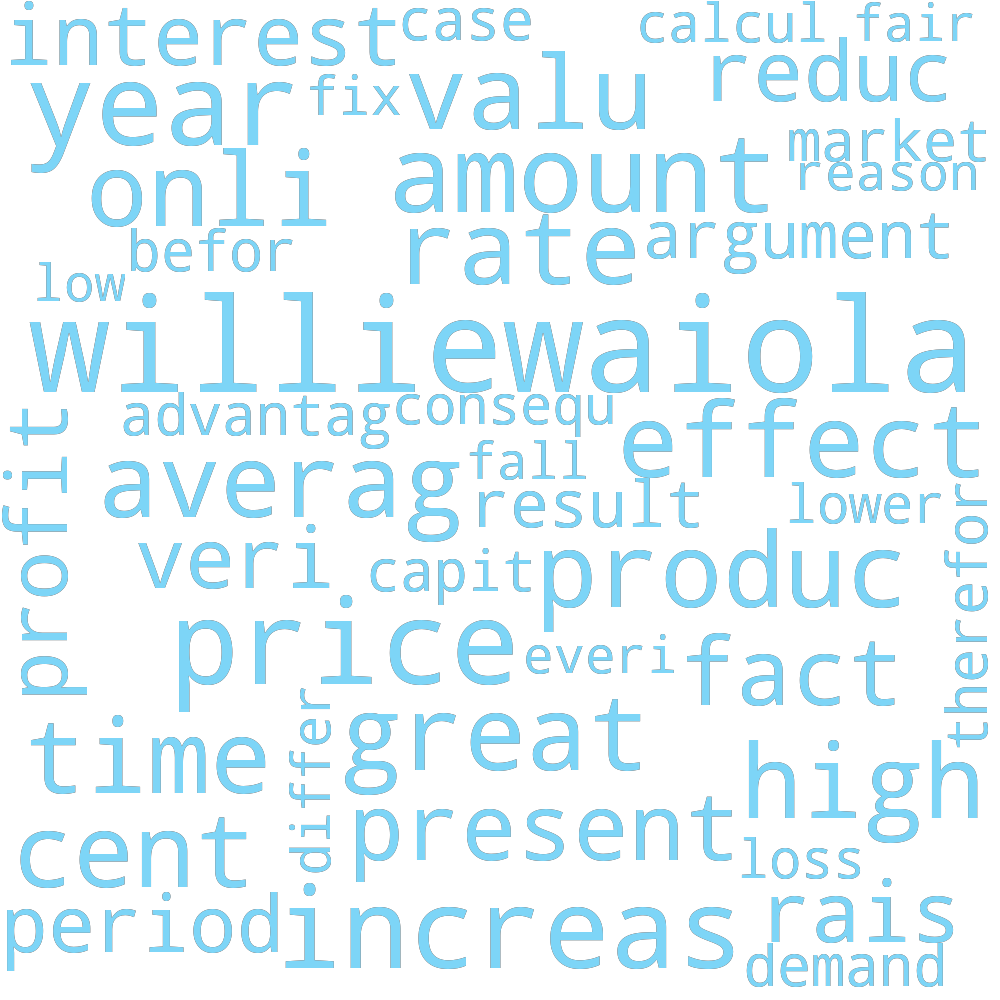 interest case calcul fair
year fix valu reduc
onli amount market
reason
befor rate argument
low
williewaiola
advantag consequ effect
profit averag fall
result lower
veri capit produc therefor
price everi fact
time differ great high
cent present loss
period increas rais
demand